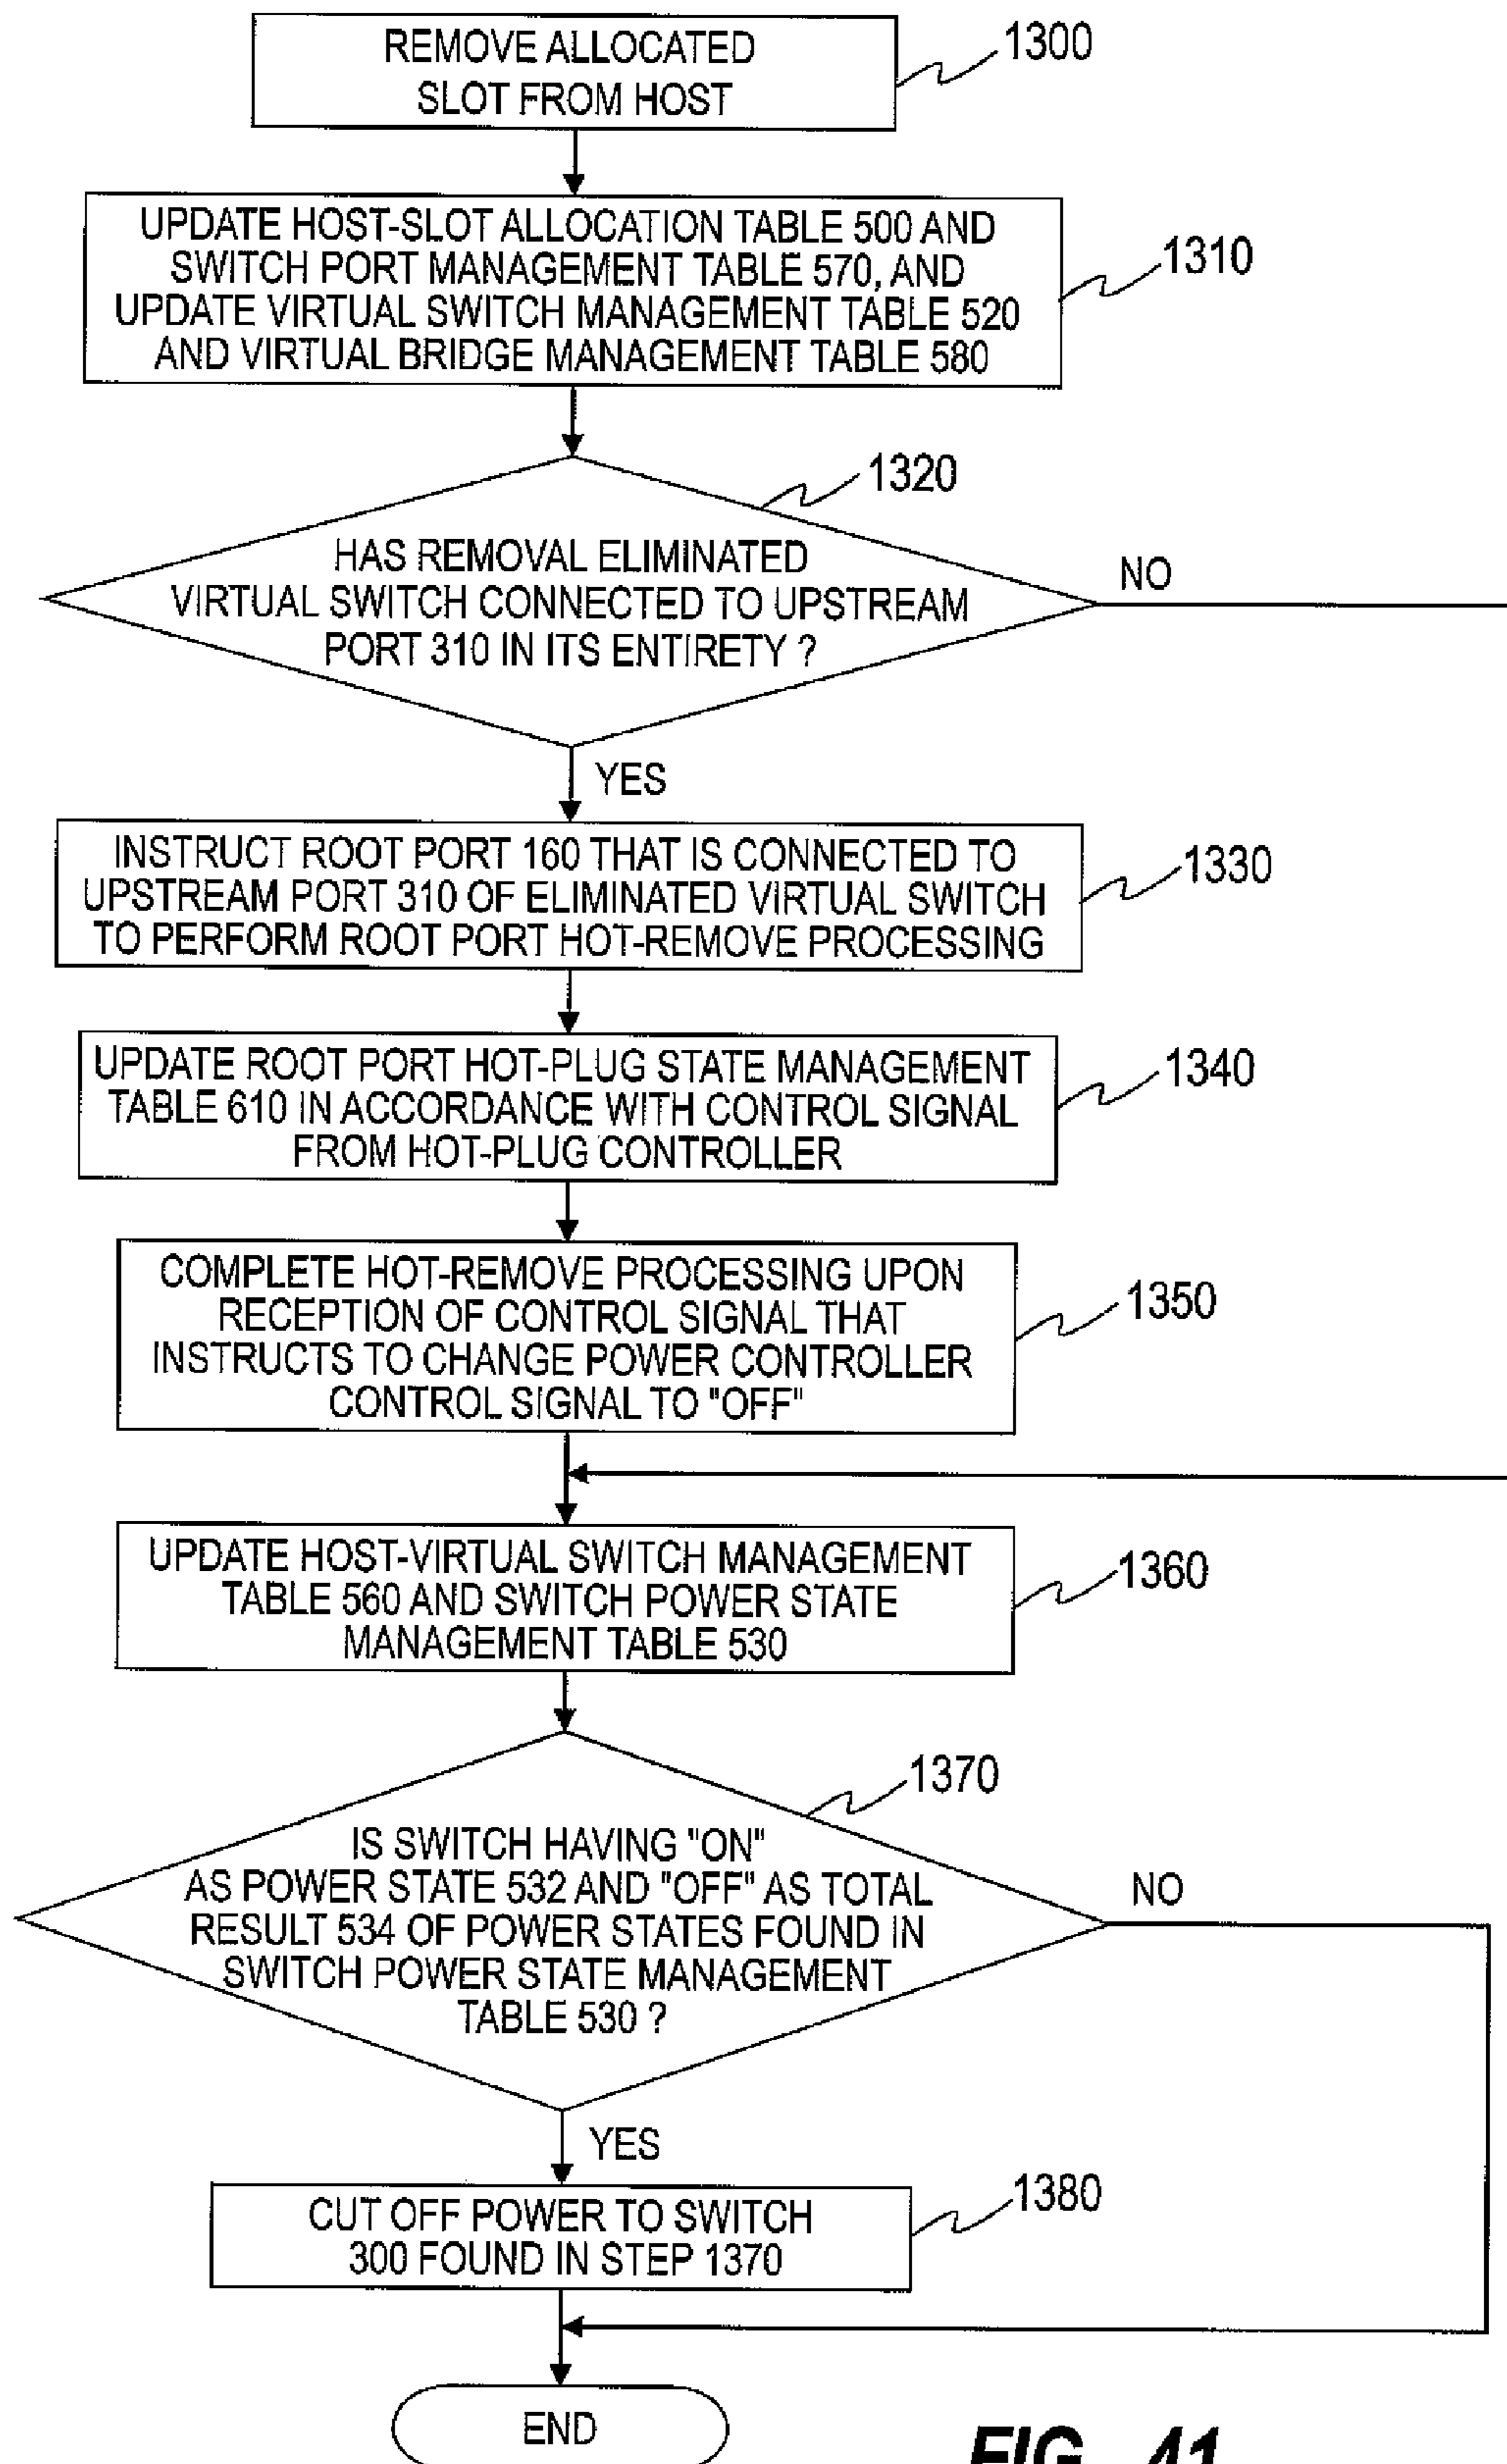 REMOVE ALLOCATED
SLOT FROM HOST
1300
UPDATE HOST-SLOT ALLOCATION TABLE 500 AND
SWITCH PORT MANAGEMENT TABLE 570, AND
UPDATE VIRTUAL SWITCH MANAGEMENT TABLE 520
AND VIRTUAL BRIDGE MANAGEMENT TABLE 580
1310
1320
HAS REMOVAL ELIMINATED
VIRTUAL SWITCH CONNECTED TO UPSTREAM
PORT 310 IN ITS ENTIRETY ?
NO
YES
INSTRUCT ROOT PORT 160 THAT IS CONNECTED TO
UPSTREAM PORT 310 OF ELIMINATED VIRTUAL SWITCH
TO PERFORM ROOT PORT HOT-REMOVE PROCESSING
1330
UPDATE ROOT PORT HOT-PLUG STATE MANAGEMENT
TABLE 610 IN ACCORDANCE WITH CONTROL SIGNAL
FROM HOT-PLUG CONTROLLER
1340
COMPLETE HOT-REMOVE PROCESSING UPON
RECEPTION OF CONTROL SIGNAL THAT
INSTRUCTS TO CHANGE POWER CONTROLLER
CONTROL SIGNAL TO "OFF"
1350
UPDATE HOST-VIRTUAL SWITCH MANAGEMENT
TABLE 560 AND SWITCH POWER STATE
MANAGEMENT TABLE 530
1360
1370
IS SWITCH HAVING "ON"
AS POWER STATE 532 AND "OFF" AS TOTAL
RESULT 534 OF POWER STATES FOUND IN
SWITCH POWER STATE MANAGEMENT
TABLE 530 ?
NO
YES
CUT OFF POWER TO SWITCH
300 FOUND IN STEP 1370
1380
END
FIG. 41